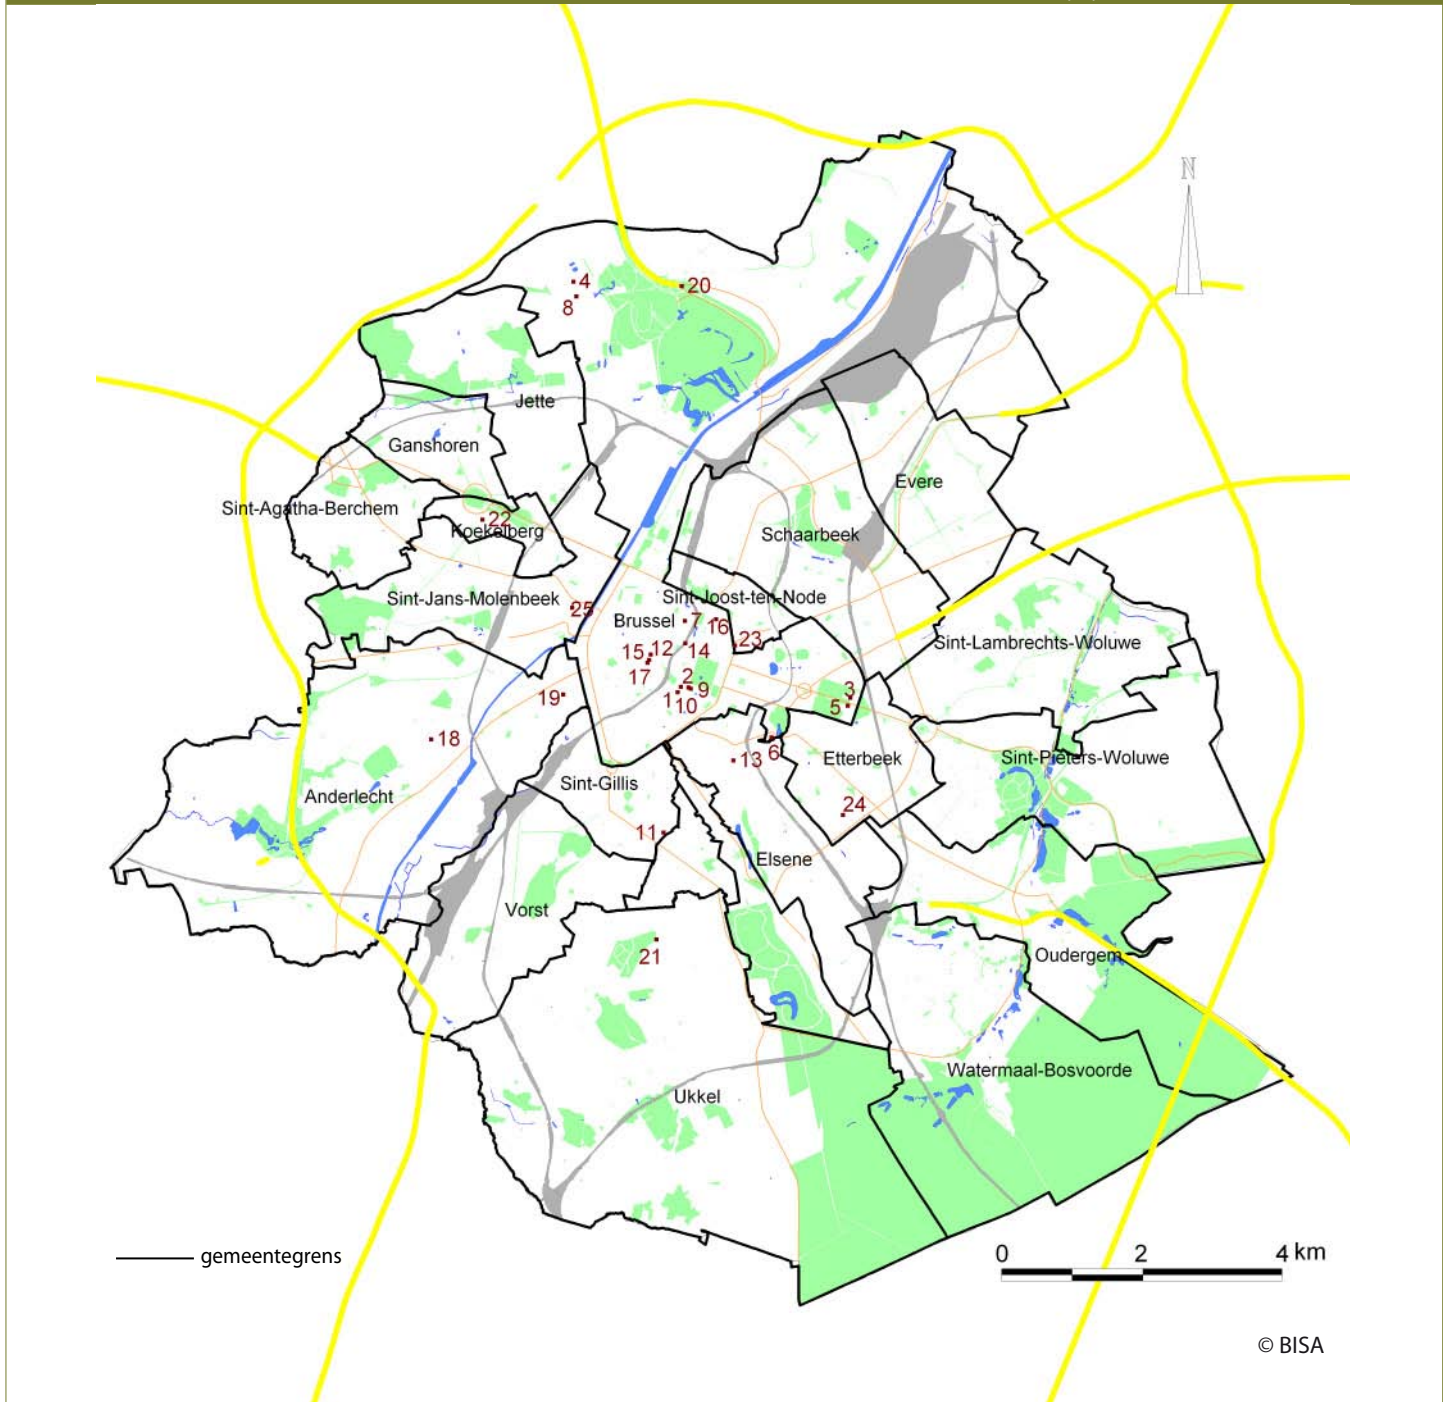 N
4
8
20
Jette
Ganshoren
Evere
Sint-Agatha-Berchem
22
Koekelberg
Schaarbeek
Sint-Jans-Molenbeek
25
Sint-Joost-ten-Node
Brussel
7
16
23
Sint-Lambrechts-Woluwe
15
12
14
17
2
9
1
10
3
5
19
18
6
13
Etterbeek
Sint-Pieters-Woluwe
Sint-Gillis
Anderlecht
24
11
Elsene
Vorst
21
Oudergem
Watermaal-Bosvoorde
Ukkel
gemeentegrens
0 2 4 km
© BISA